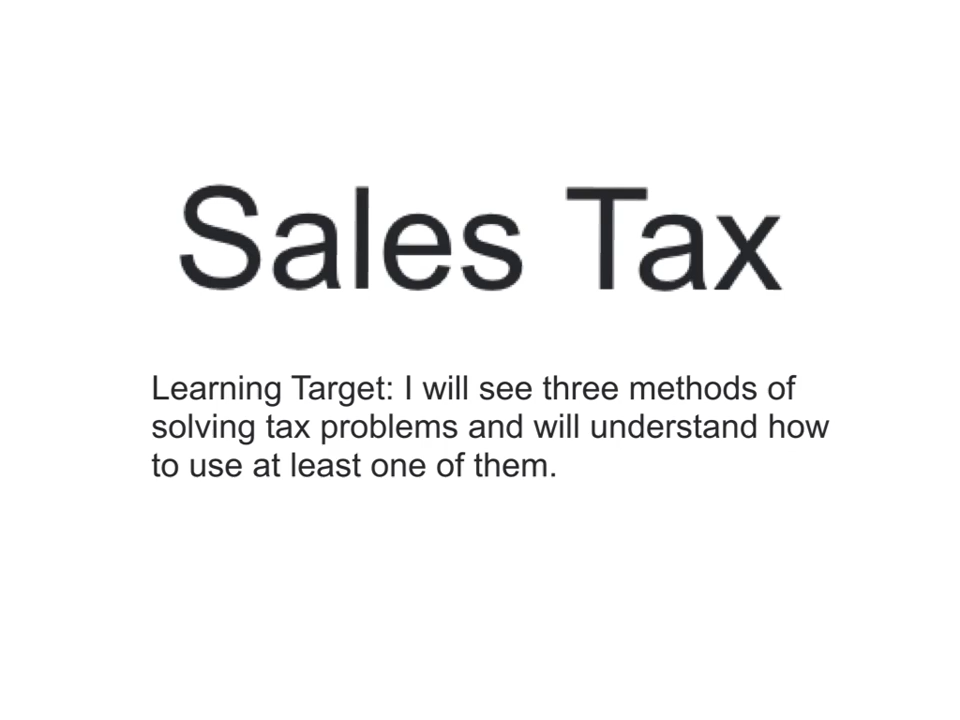 Sales Tax
Learning Target: I will see three methods of
solving tax problems and will understand how
to use at least one of them.